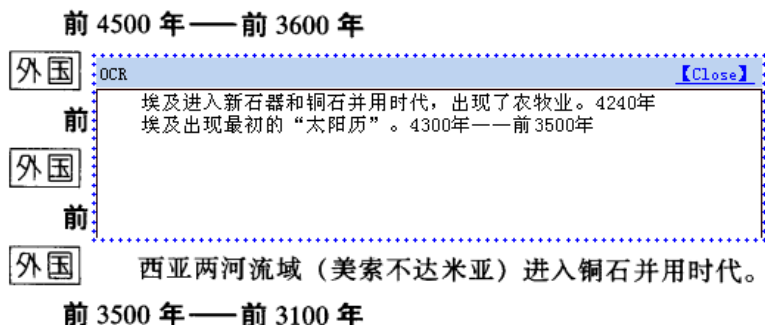 前 4500 年——前 3600 年
外国
OCR 【Close】
埃及进入新石器和铜石并用时代，出现了农牧业。4240年
前
埃及出现最初的“太阳历”。4300年——前3500年
外国
前
外国 西亚两河流域（美索不达米亚）进入铜石并用时代。
前 3500 年——前 3100 年